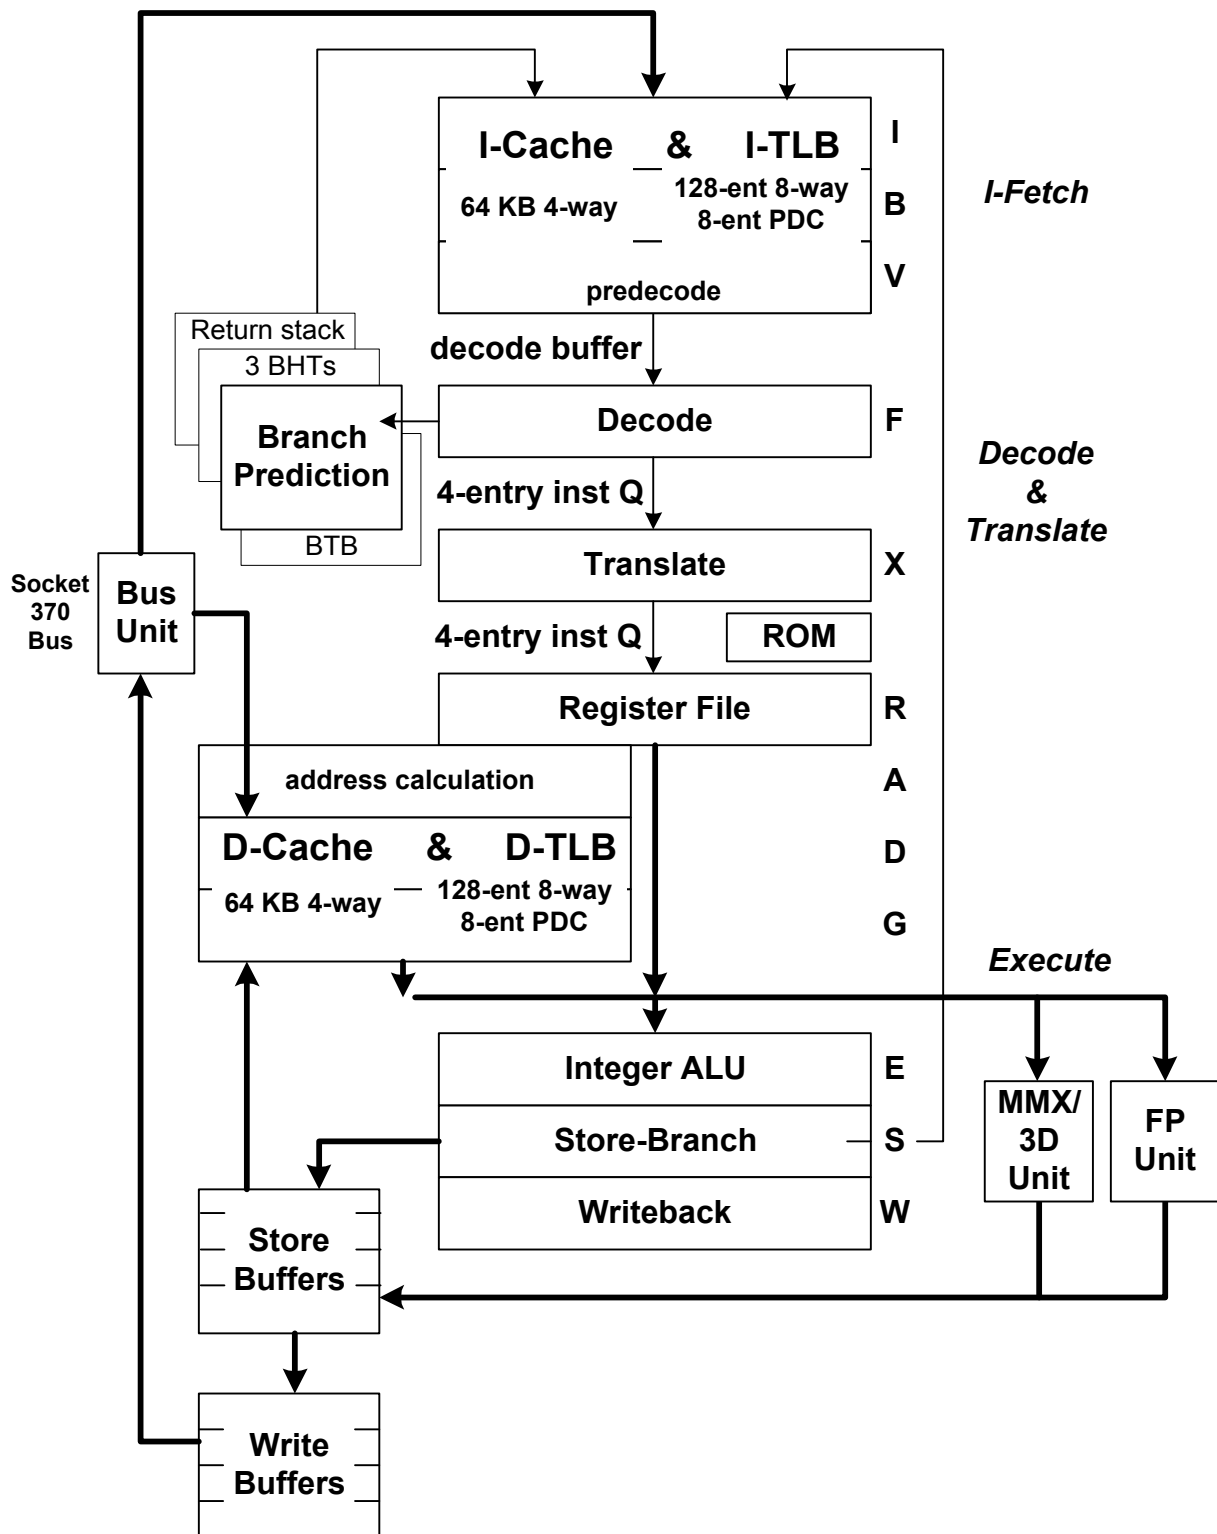 I-Cache & I-TLB
I
64 KB 4-way
128-ent 8-way
8-ent PDC
B
I-Fetch
predecode
V
Return stack
3 BHTs
Branch
Prediction
BTB
decode buffer
Decode
F
4-entry inst Q
Decode
&
Translate
Translate
X
Socket
370
Bus
Bus
Unit
4-entry inst Q
ROM
Register File
R
address calculation
A
D-Cache & D-TLB
D
64 KB 4-way
128-ent 8-way
8-ent PDC
G
Execute
Integer ALU
E
Store-Branch
S
Writeback
W
MMX/
3D
Unit
FP
Unit
Store
Buffers
Write
Buffers